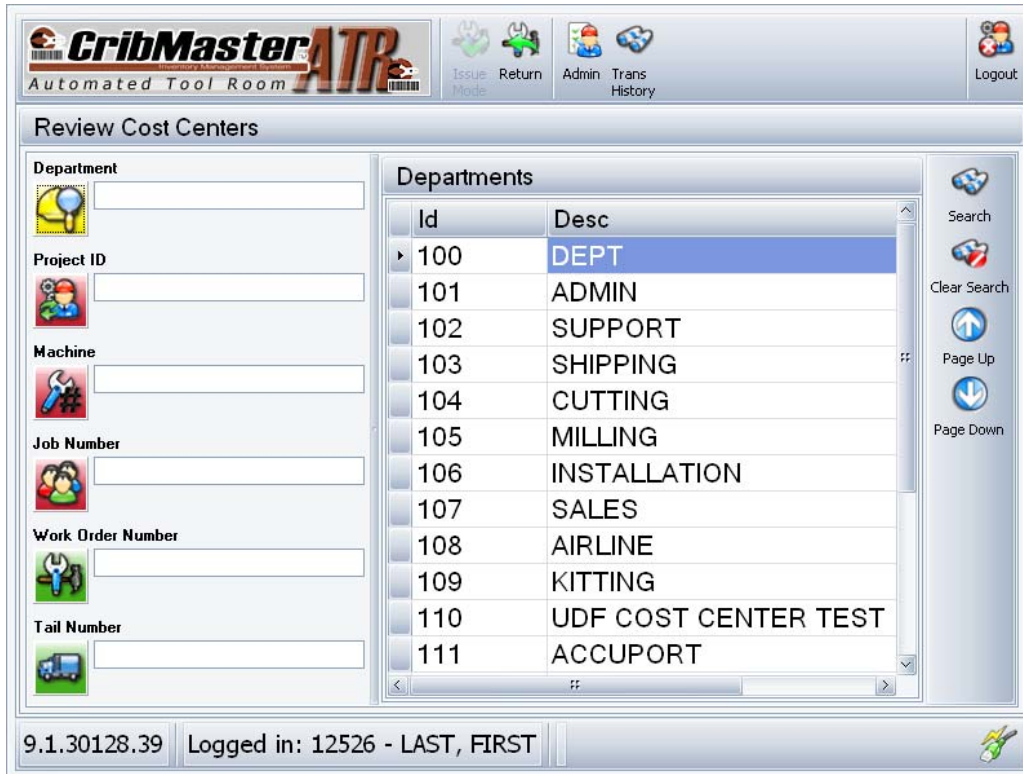 CribMaster ATR
Inventory Management System
Automated Tool Room
Issue Mode
Return
Admin
Trans History
Logout
Review Cost Centers
Department
Project ID
Machine
Job Number
Work Order Number
Tail Number
Departments
Id Desc
100 DEPT
101 ADMIN
102 SUPPORT
103 SHIPPING
104 CUTTING
105 MILLING
106 INSTALLATION
107 SALES
108 AIRLINE
109 KITTING
110 UDF COST CENTER TEST
111 ACCUPORT
Search
Clear Search
Page Up
Page Down
9.1.30128.39 Logged in: 12526 - LAST, FIRST